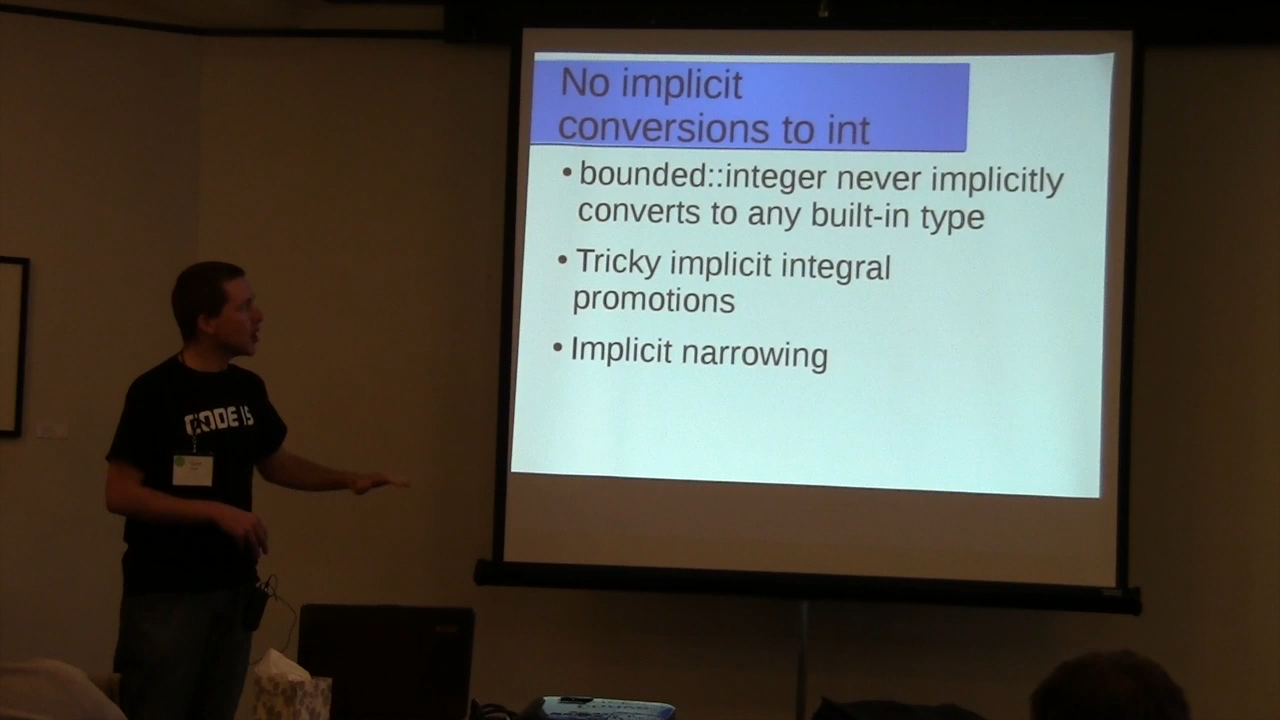 No implicit
conversions to int
• bounded::integer never implicitly
converts to any built-in type
• Tricky implicit integral
promotions
• Implicit narrowing
CODE IS